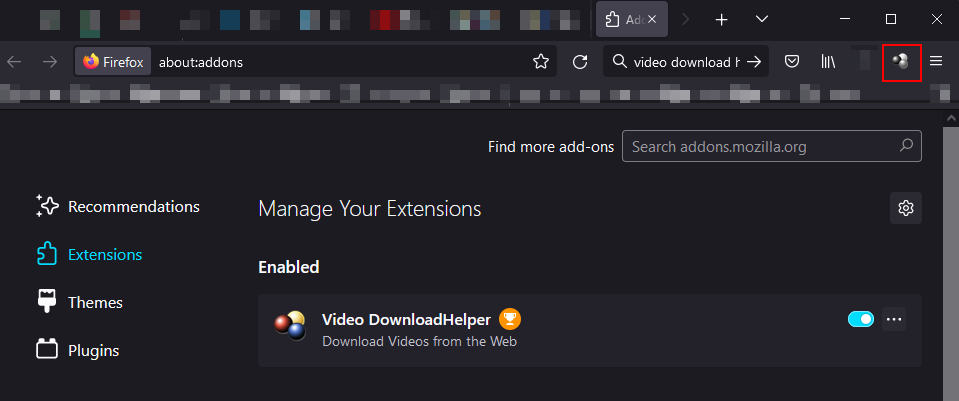 Add
Firefox
about:addons
video download h
Find more add-ons
Search addons.mozilla.org
Recommendations
Manage Your Extensions
Extensions
Enabled
Themes
Video DownloadHelper
Download Videos from the Web
Plugins